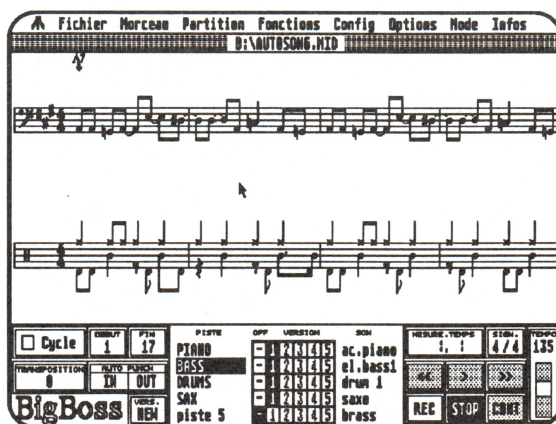 Fichier Morceau Partition Fonctions Config Options Mode Infos
D:\AUTOSONG.MID
Cycle
DEBUT
1
FIN
17
TRANSPOSITION
0
AUTO PUNCH
IN OUT
BigBoss
VERS.
NEW
PISTE OFF VERSION SON
PIANO - 1 2 3 4 5 ac.piano
BASS - 1 2 3 4 5 el.bass1
DRUMS - 1 2 3 4 5 drum 1
SAX - 1 2 3 4 5 saxo
piste 5 - 1 2 3 4 5 brass
MESURE.TEMPS
1, 1
SIGN.
4/4
TEMPO
135
<< > >>
REC STOP CONT